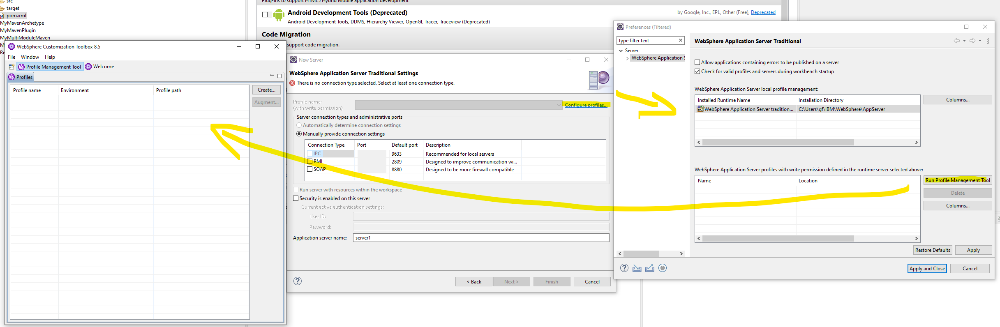 src
target
pom.xml
MyMavenArchetype
MyMavenPlugin
MyMultiModuleMaven
Plug-ins to support HTML5 Hybrid Mobile application development
Android Development Tools (Deprecated)
by Google, Inc., EPL, Other (Free), Deprecated
Android Development Tools, DDMS, Hierarchy Viewer, OpenGL Tracer, Traceview (Deprecated)
Code Migration
support code migration.
WebSphere Customization Toolbox 8.5
File Window Help
Profile Management Tool Welcome
Profiles
Profile name Environment Profile path
Create...
Augment...
New Server
WebSphere Application Server Traditional Settings
There is no connection type selected. Select at least one connection type.
Profile name:
(with write permission)
Configure profiles...
Server connection types and administrative ports
Automatically determine connection settings
Manually provide connection settings
Connection Type Port Default port Description
IPC 9633 Recommended for local servers
RMI 2809 Designed to improve communication wi...
SOAP 8880 Designed to be more firewall compatible
Run server with resources within the workspace
Security is enabled on this server
Current active authentication settings:
User ID:
Password:
Application server name: server1
< Back Next > Finish Cancel
Preferences (Filtered)
type filter text
Server
WebSphere Application
WebSphere Application Server Traditional
Allow applications containing errors to be published on a server
Check for valid profiles and servers during workbench startup
WebSphere Application Server local profile management:
Installed Runtime Name Installation Directory
WebSphere Application Server tradition... C:\Users\gf\IBM\WebSphere\AppServer
Columns...
WebSphere Application Server profiles with write permission defined in the runtime server selected above:
Name Location
Run Profile Management Tool
Delete
Columns...
Restore Defaults Apply
Apply and Close Cancel